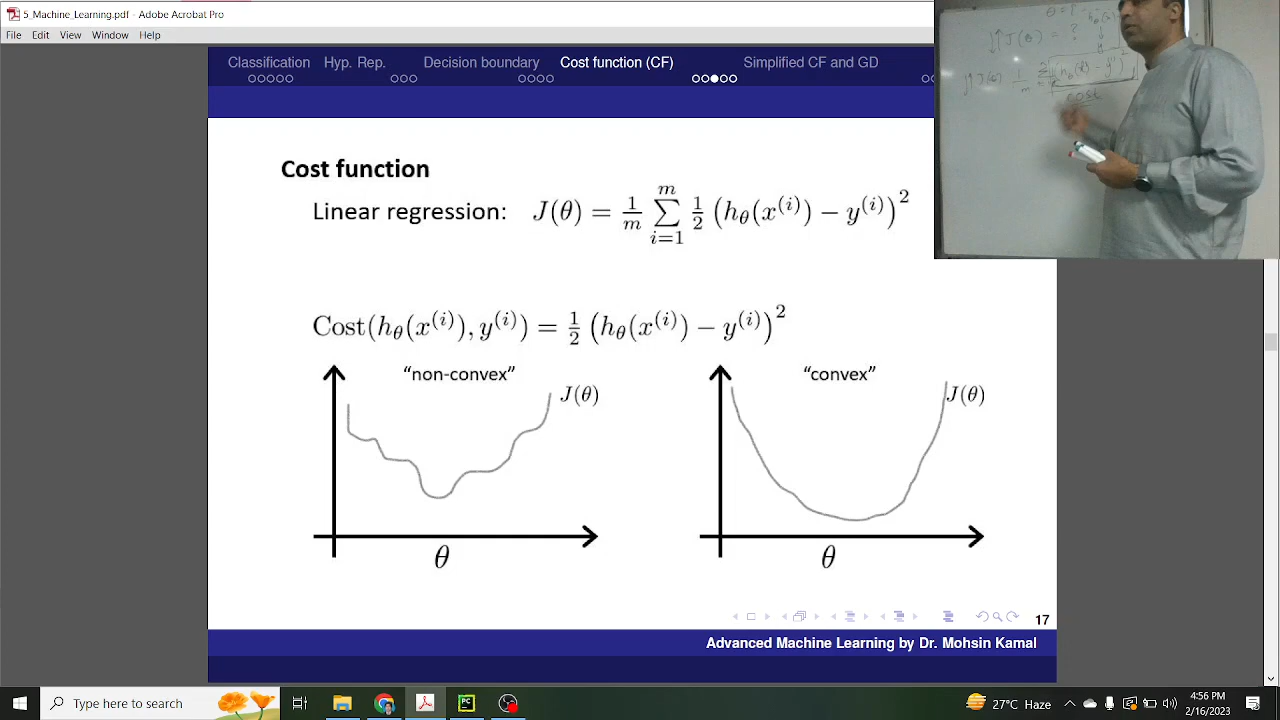 5_Machine_Learning.pdf - Adobe Acrobat Pro
File Edit View Window Help
Classification Hyp. Rep. Decision boundary Cost function (CF) Simplified CF and GD
Cost function
Linear regression: J(θ) = 1/m ∑_{i=1}^{m} 1/2 (h_θ(x^{(i)}) − y^{(i)})^2
Cost(h_θ(x^{(i)}), y^{(i)}) = 1/2 (h_θ(x^{(i)}) − y^{(i)})^2
“non-convex” “convex”
J(θ) J(θ)
θ θ
17
Advanced Machine Learning by Dr. Mohsin Kamal
J(θ) =
cost
Type here to search
PC
27°C Haze
4:56 PM
2/16/2023